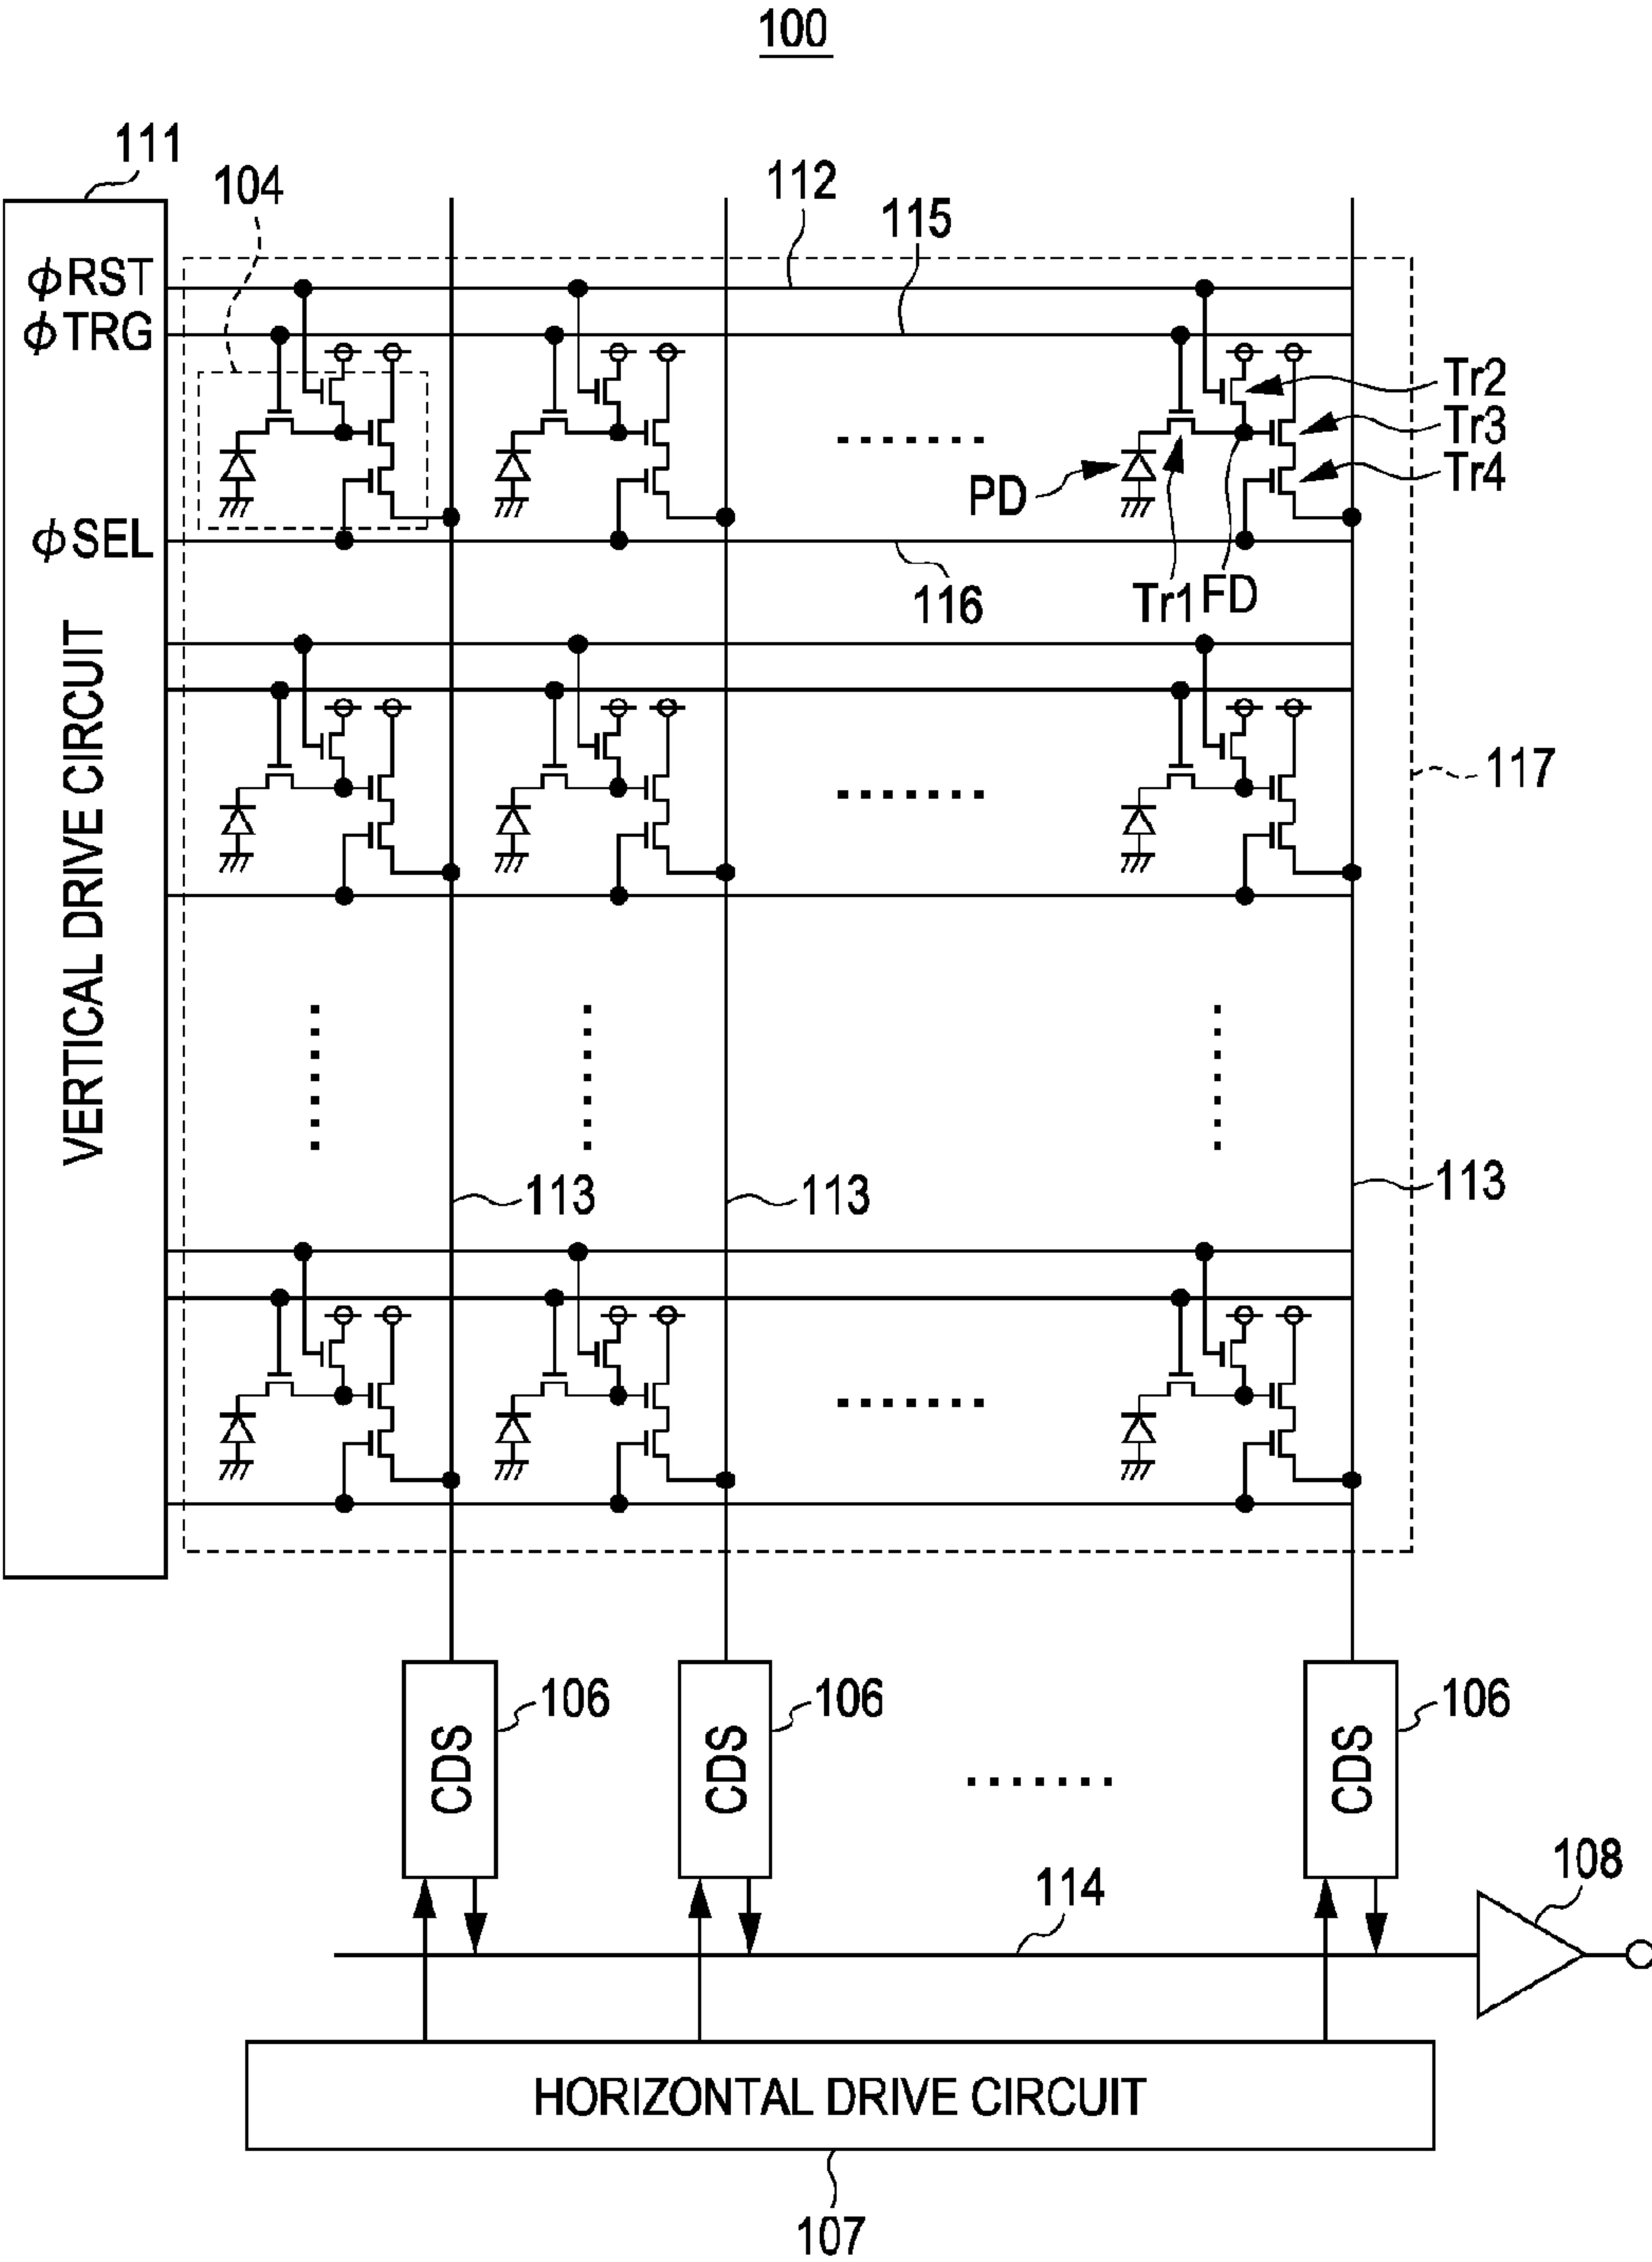 100
111
104
112
115
φRST
φTRG
φSEL
Tr2
Tr3
Tr4
PD
Tr1
FD
116
117
VERTICAL DRIVE CIRCUIT
113
113
113
CDS
106
CDS
106
CDS
106
114
108
HORIZONTAL DRIVE CIRCUIT
107